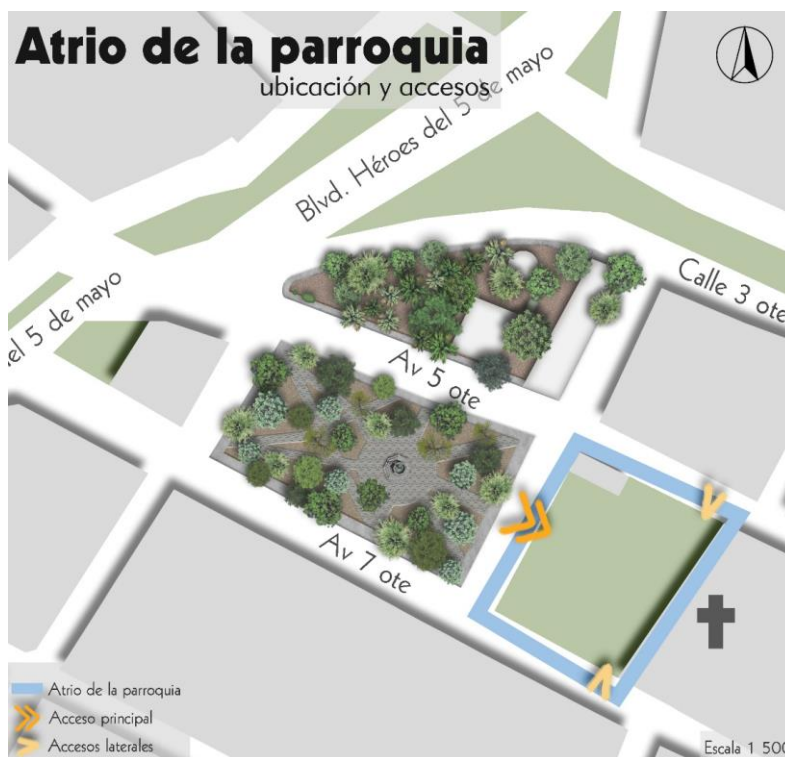 Atrio de la parroquia
ubicación y accesos
Blvd. Héroes del 5 de mayo
Calle 3 ote
el 5 de mayo
Av 5 ote
Av 7 ote
Atrio de la parroquia
Acceso principal
Accesos laterales
Escala 1 500